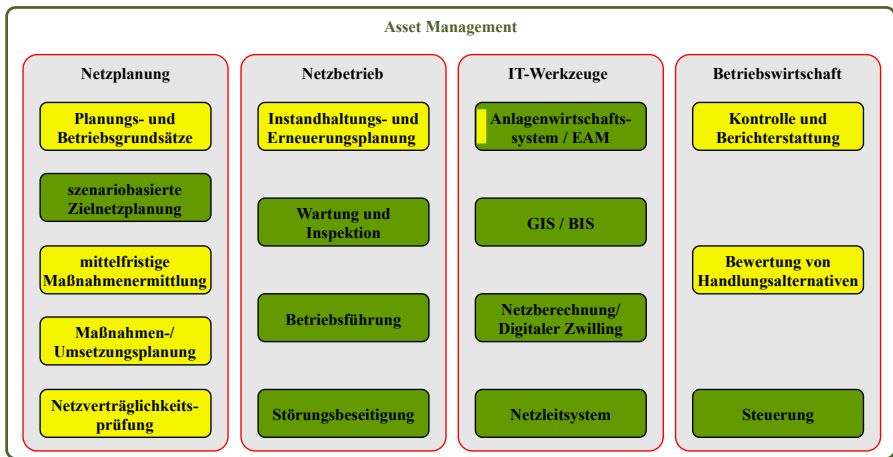 Asset Management
Netzplanung
Planungs- und
Betriebsgrundsätze
szenariobasierte
Zielnetzplanung
mittelfristige
Maßnahmenermittlung
Maßnahmen-/
Umsetzungsplanung
Netzverträglichkeits-
prüfung
Netzbetrieb
Instandhaltungs- und
Erneuerungsplanung
Wartung und
Inspektion
Betriebsführung
Störungsbeseitigung
IT-Werkzeuge
Anlagenwirtschafts-
system / EAM
GIS / BIS
Netzberechnung/
Digitaler Zwilling
Netzleitsystem
Betriebswirtschaft
Kontrolle und
Berichterstattung
Bewertung von
Handlungsalternativen
Steuerung